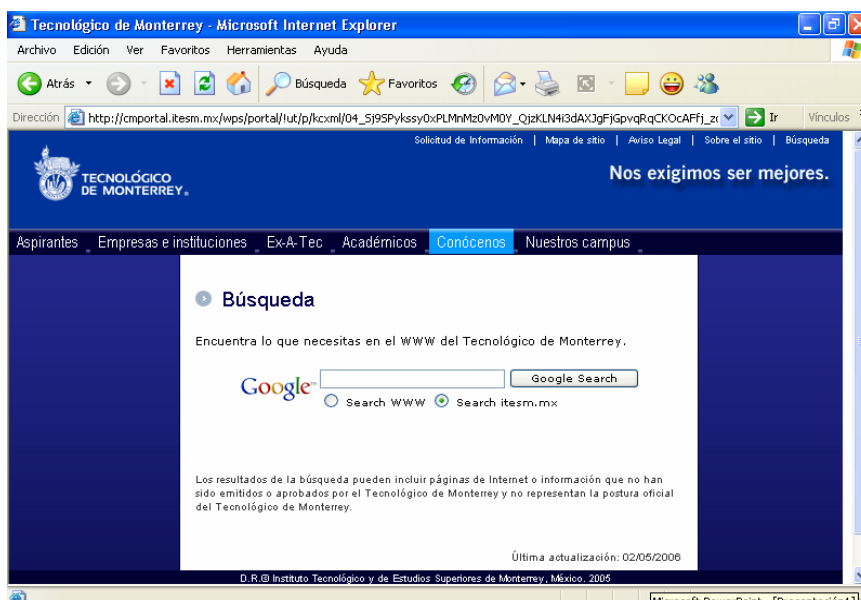 Tecnológico de Monterrey - Microsoft Internet Explorer
Archivo Edición Ver Favoritos Herramientas Ayuda
Atrás Búsqueda Favoritos
Dirección http://cmportal.itesm.mx/wps/portal/!ut/p/kcxml/ Ir Vínculos
Solicitud de Información | Mapa de sitio | Aviso Legal | Sobre el sitio | Búsqueda
TECNOLÓGICO
DE MONTERREY®
Nos exigimos ser mejores.
Aspirantes Empresas e instituciones Ex-A-Tec Académicos Conócenos Nuestros campus
Búsqueda
Encuentra lo que necesitas en el WWW del Tecnológico de Monterrey.
Google™ Google Search
Search WWW Search itesm.mx
Los resultados de la búsqueda pueden incluir páginas de Internet o información que no han
sido emitidos o aprobados por el Tecnológico de Monterrey y no representan la postura oficial
del Tecnológico de Monterrey.
Última actualización: 02/05/2006
D.R.© Instituto Tecnológico y de Estudios Superiores de Monterrey, México. 2005